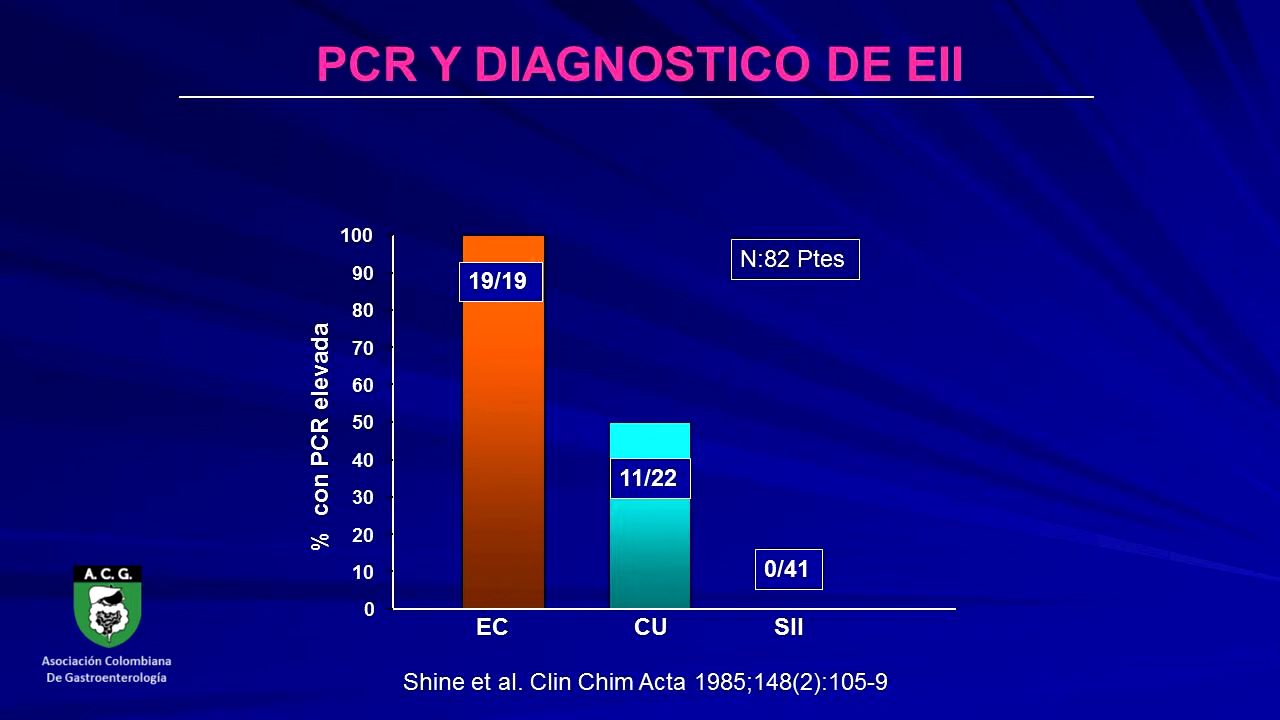 PCR Y DIAGNOSTICO DE EII
N:82 Ptes
% con PCR elevada
100
90
80
70
60
50
40
30
20
10
0
19/19
11/22
0/41
EC CU SII
A. C. G.
Asociación Colombiana
De Gastroenterología
Shine et al. Clin Chim Acta 1985;148(2):105-9